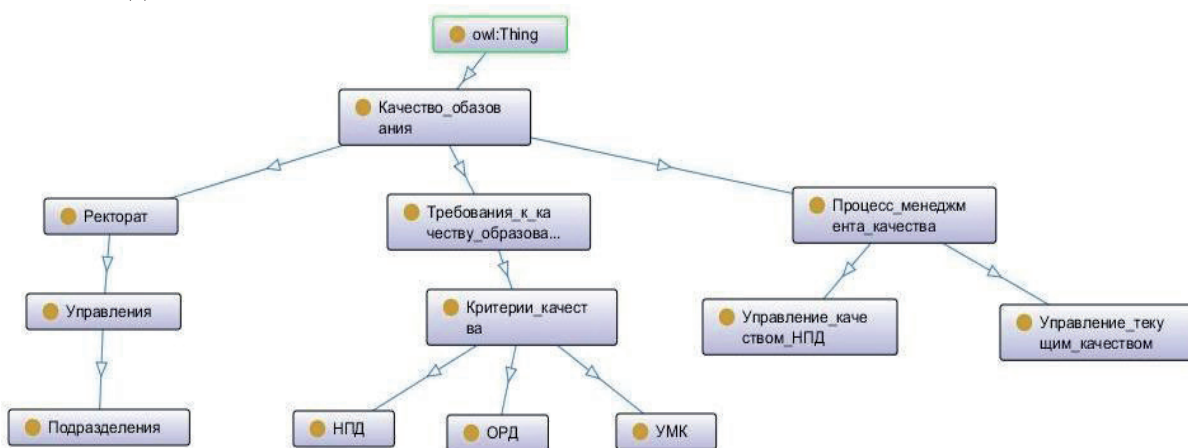 owl:Thing
Качество_обазов
ания
Ректорат
Требования_к_ка
честву_образова...
Процесс_менеджм
ента_качества
Управления
Критерии_качест
ва
Управление_каче
ством_НПД
Управление_теку
щим_качеством
Подразделения
НПД
ОРД
УМК